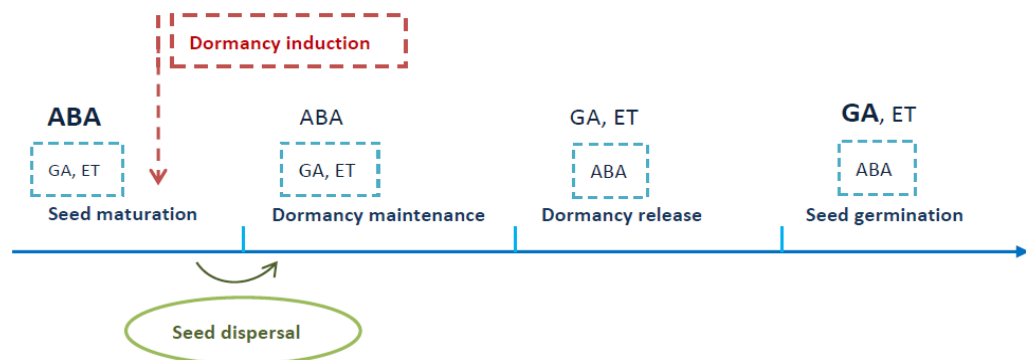 Dormancy induction
ABA ABA GA, ET GA, ET
GA, ET GA, ET ABA ABA
Seed maturation Dormancy maintenance Dormancy release Seed germination
Seed dispersal